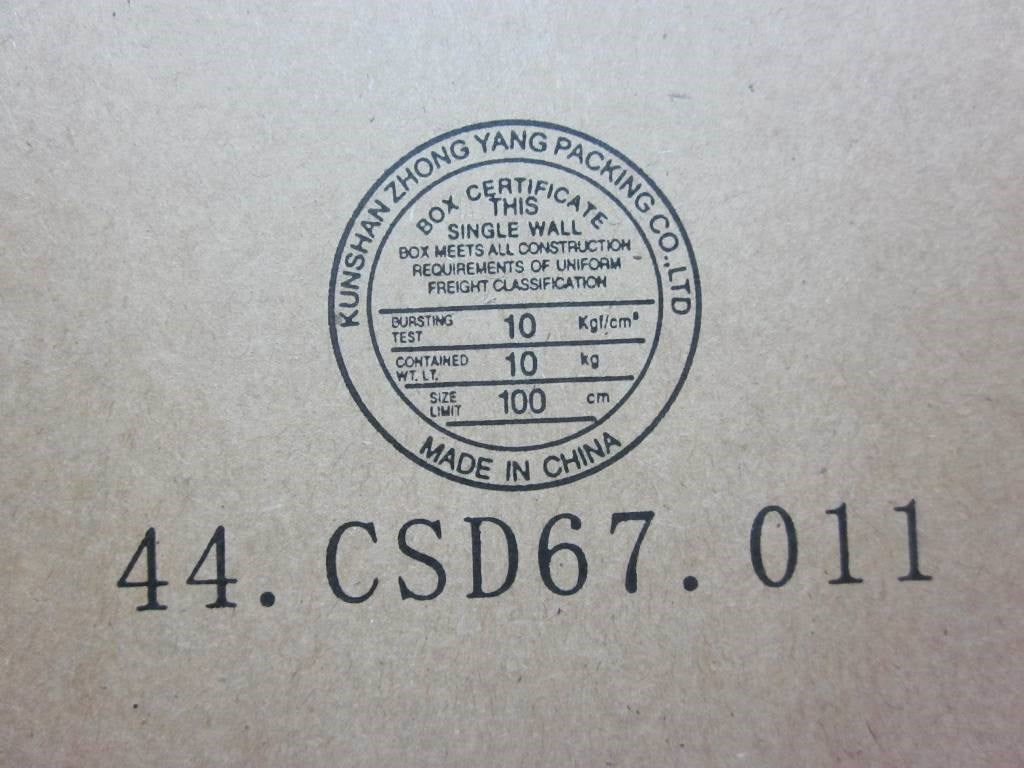 KUNSHAN ZHONG YANG PACKING CO.,LTD
BOX CERTIFICATE
THIS
SINGLE WALL
BOX MEETS ALL CONSTRUCTION
REQUIREMENTS OF UNIFORM
FREIGHT CLASSIFICATION
BURSTING TEST 10 Kgf/cm²
CONTAINED WT. LT. 10 kg
SIZE LIMIT 100 cm
MADE IN CHINA
44.CSD67.011